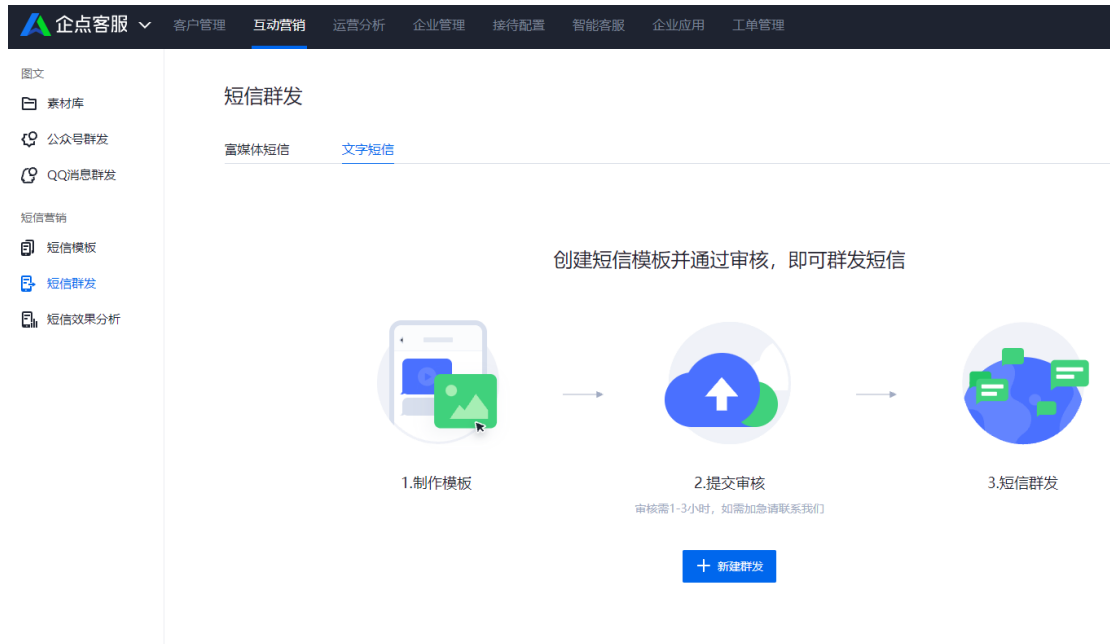 企点客服 客户管理 互动营销 运营分析 企业管理 接待配置 智能客服 企业应用 工单管理
图文
素材库
公众号群发
QQ消息群发
短信营销
短信模板
短信群发
短信效果分析
短信群发
富媒体短信 文字短信
创建短信模板并通过审核，即可群发短信
1.制作模板 2.提交审核 3.短信群发
审核需1-3小时，如需加急请联系我们
新建群发